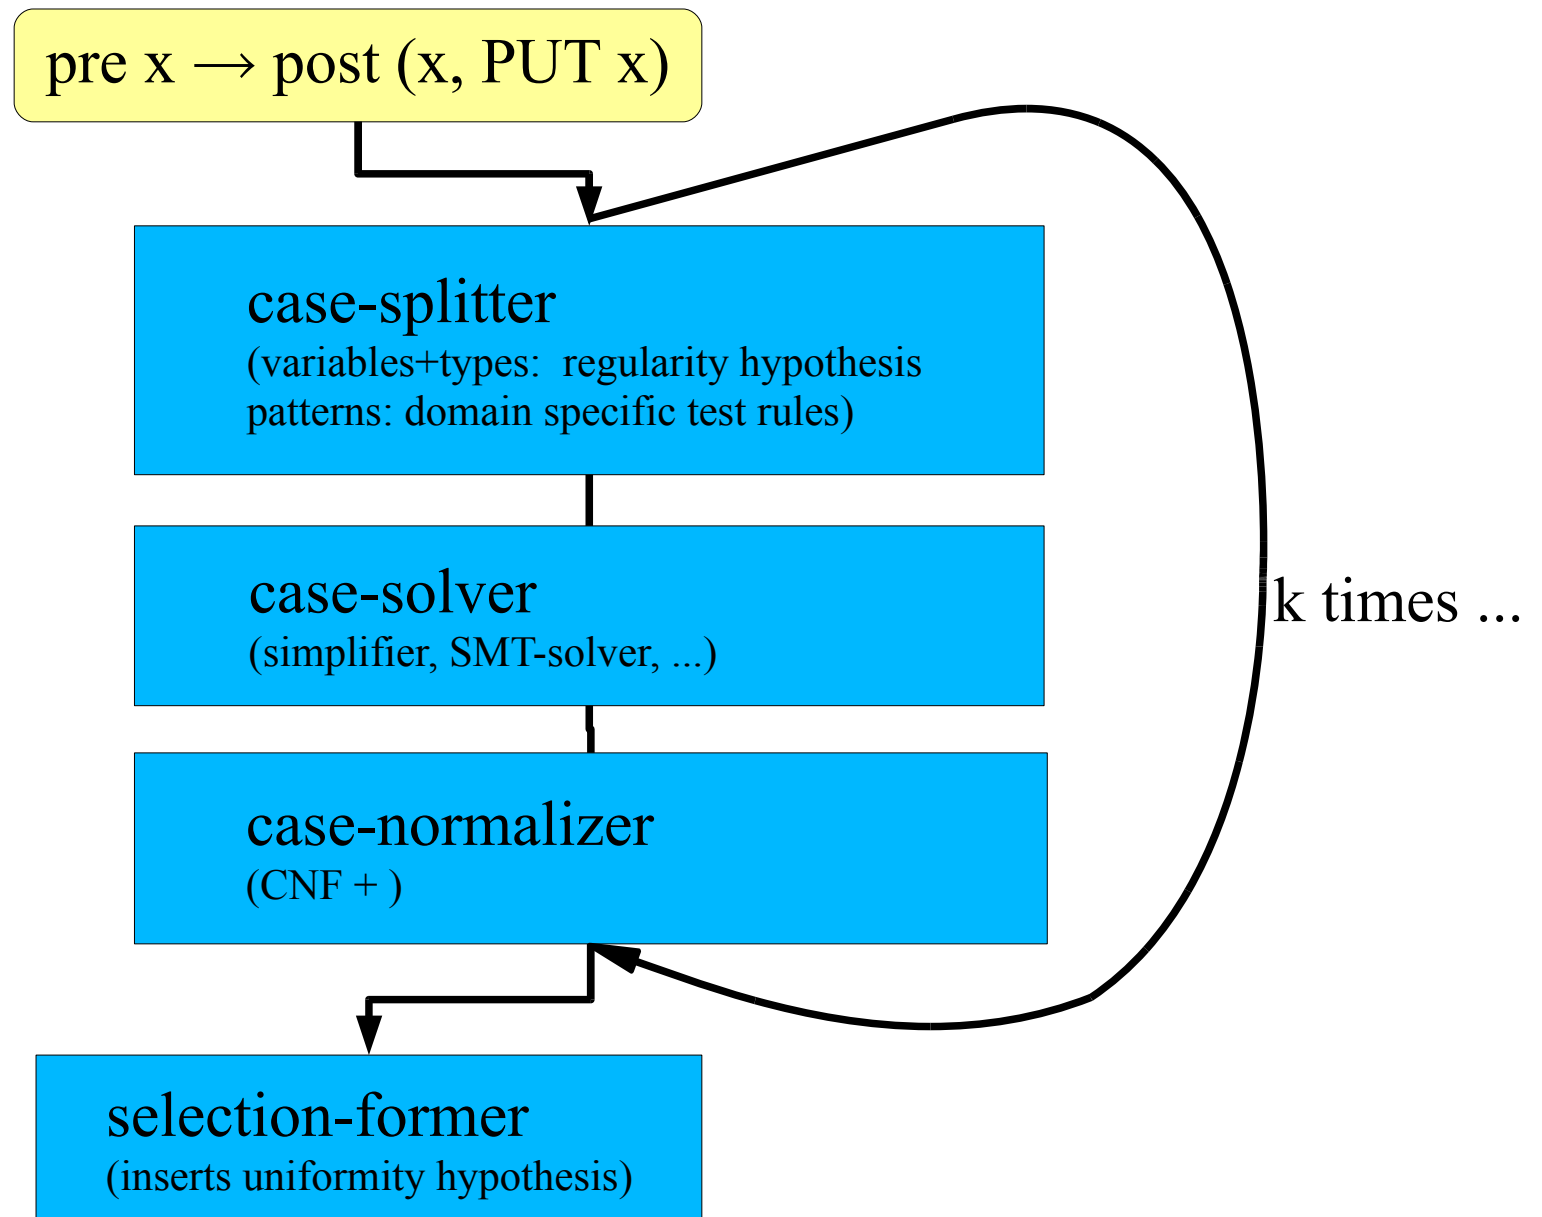 pre x → post (x, PUT x)
case-splitter
(variables+types:  regularity hypothesis
patterns: domain specific test rules)
case-solver
(simplifier, SMT-solver, ...)
k times ...
case-normalizer
(CNF + )
selection-former
(inserts uniformity hypothesis)